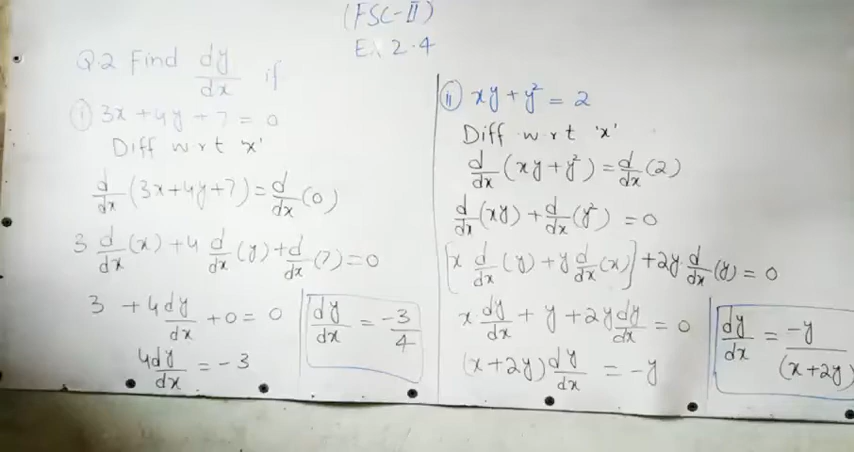 (FSC-II)
Ex 2.4
Q.2 Find dy/dx if
(i) 3x + 4y + 7 = 0
Diff w r t 'x'
d/dx (3x+4y+7) = d/dx (0)
3 d/dx (x) + 4 d/dx (y) + d/dx (7) = 0
3 + 4 dy/dx + 0 = 0
4 dy/dx = -3
dy/dx = -3/4
(ii) xy + y² = 2
Diff w r t 'x'
d/dx (xy + y²) = d/dx (2)
d/dx (xy) + d/dx (y²) = 0
[x d/dx (y) + y d/dx (x)] + 2y d/dx (y) = 0
x dy/dx + y + 2y dy/dx = 0
(x + 2y) dy/dx = -y
dy/dx = -y/(x+2y)